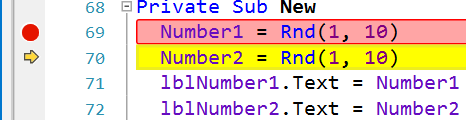 68 Private Sub New
69 Number1 = Rnd(1, 10)
70 Number2 = Rnd(1, 10)
71 lblNumber1.Text = Number1
72 lblNumber2.Text = Number2